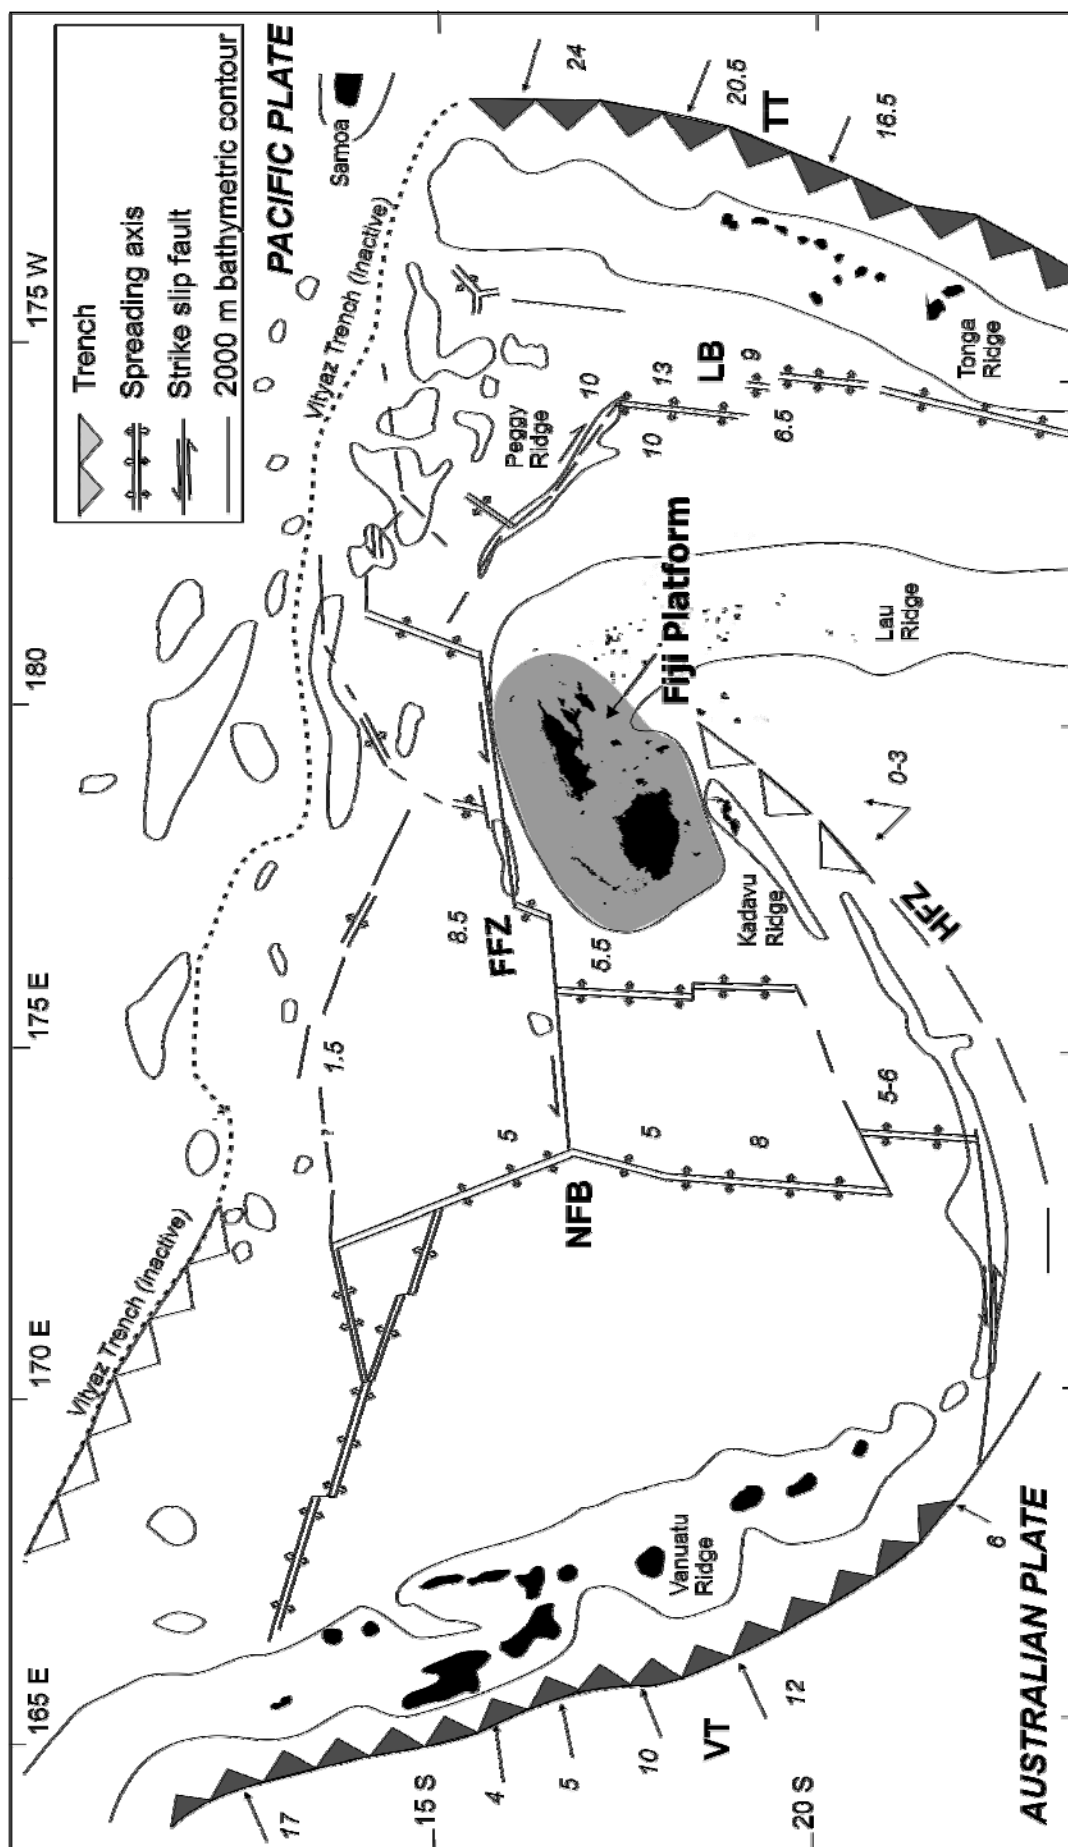 165 E
170 E
175 E
180
175 W
Trench
Spreading axis
Strike slip fault
2000 m bathymetric contour
PACIFIC PLATE
Samoa
Vityaz Trench (Inactive)
Vityaz Trench (Inactive)
15 S
20 S
17
4
5
10
12
6
VT
Vanuatu
Ridge
AUSTRALIAN PLATE
NFB
5
5
8
5-6
1.5
8.5
FFZ
5.5
Kadavu
Ridge
HFZ
0-3
Fiji Platform
Lau
Ridge
Peggy
Ridge
10
10
13
LB
9
6.5
Tonga
Ridge
24
20.5
TT
16.5